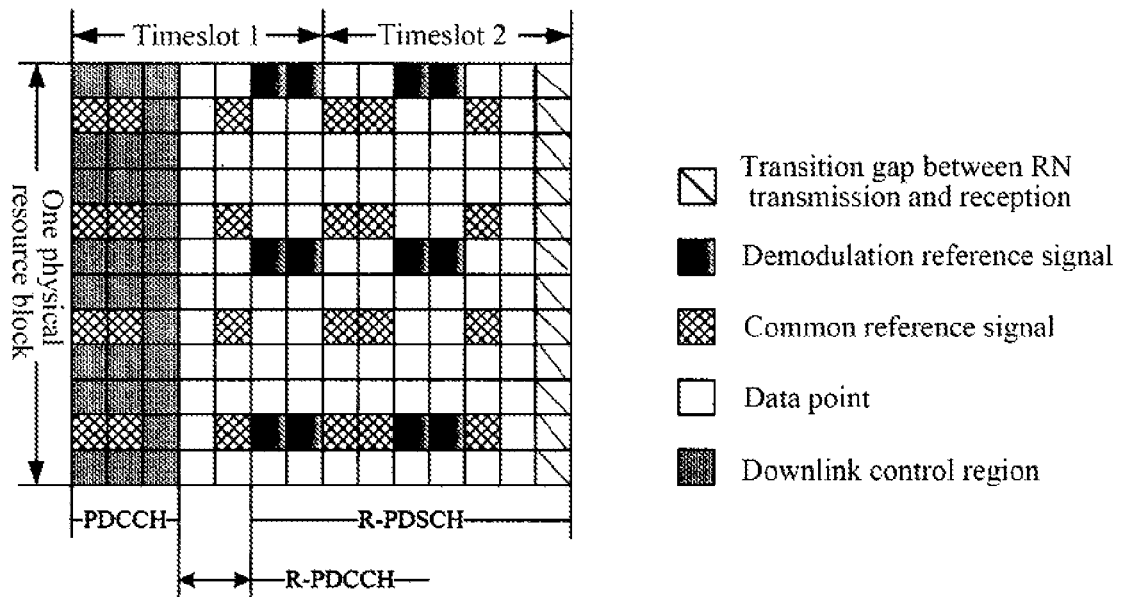 Timeslot 1
Timeslot 2
One physical
resource block
Transition gap between RN
transmission and reception
Demodulation reference signal
Common reference signal
Data point
Downlink control region
PDCCH
R-PDSCH
R-PDCCH